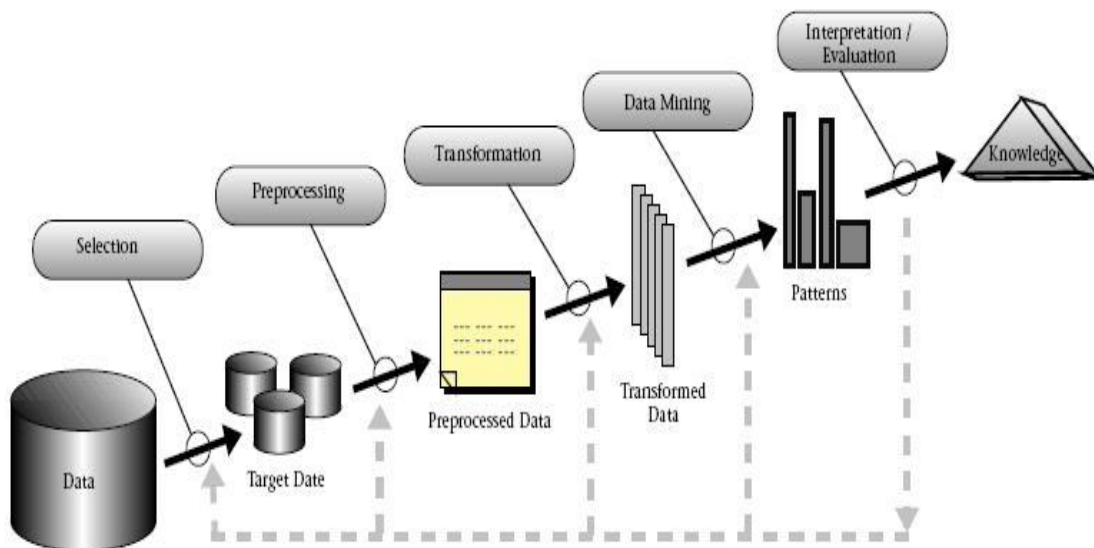 Interpretation /
Evaluation
Data Mining
Transformation
Preprocessing
Selection
Knowledge
Patterns
Transformed
Data
Preprocessed Data
Target Date
Data